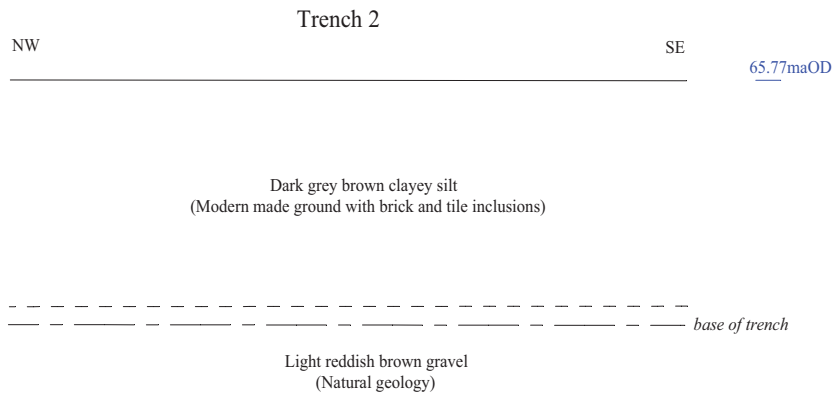 Trench 2
NW
SE
65.77maOD
Dark grey brown clayey silt
(Modern made ground with brick and tile inclusions)
base of trench
Light reddish brown gravel
(Natural geology)